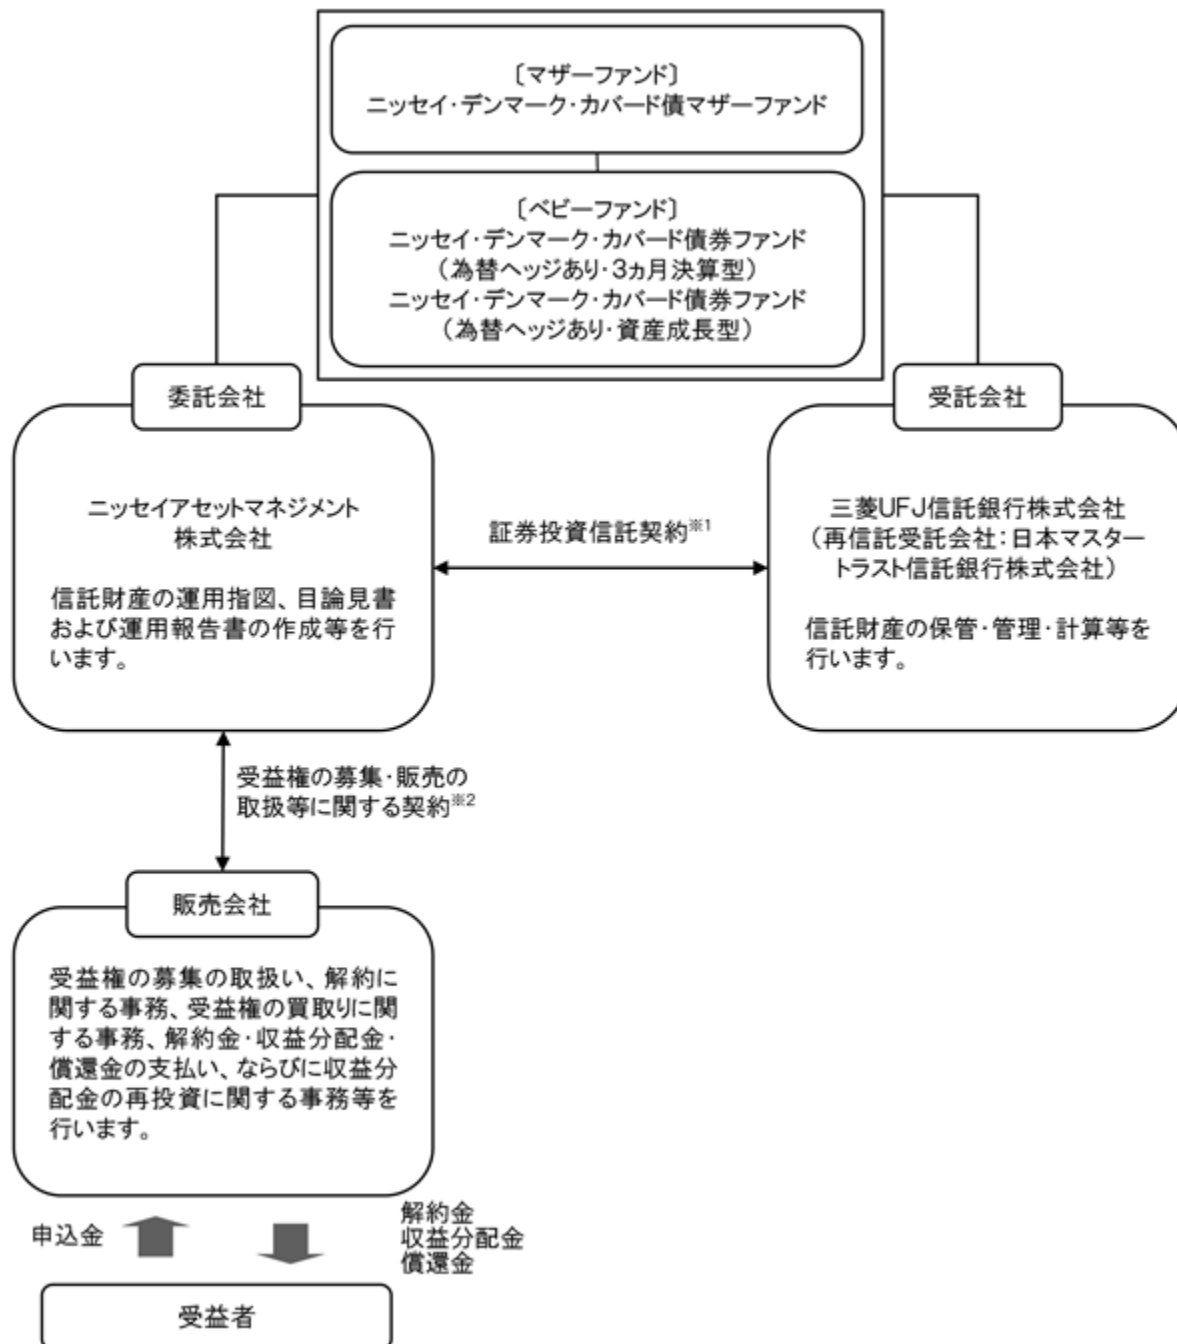 〔マザーファンド〕
ニッセイ・デンマーク・カバード債マザーファンド
〔ベビーファンド〕
ニッセイ・デンマーク・カバード債券ファンド
（為替ヘッジあり・3ヵ月決算型）
ニッセイ・デンマーク・カバード債券ファンド
（為替ヘッジあり・資産成長型）
委託会社
ニッセイアセットマネジメント
株式会社
信託財産の運用指図、目論見書
および運用報告書の作成等を行
います。
証券投資信託契約※1
受託会社
三菱UFJ信託銀行株式会社
（再信託受託会社：日本マスター
トラスト信託銀行株式会社）
信託財産の保管・管理・計算等を
行います。
受益権の募集・販売の
取扱等に関する契約※2
販売会社
受益権の募集の取扱い、解約に
関する事務、受益権の買取りに関
する事務、解約金・収益分配金・
償還金の支払い、ならびに収益分
配金の再投資に関する事務等を
行います。
申込金
解約金
収益分配金
償還金
受益者